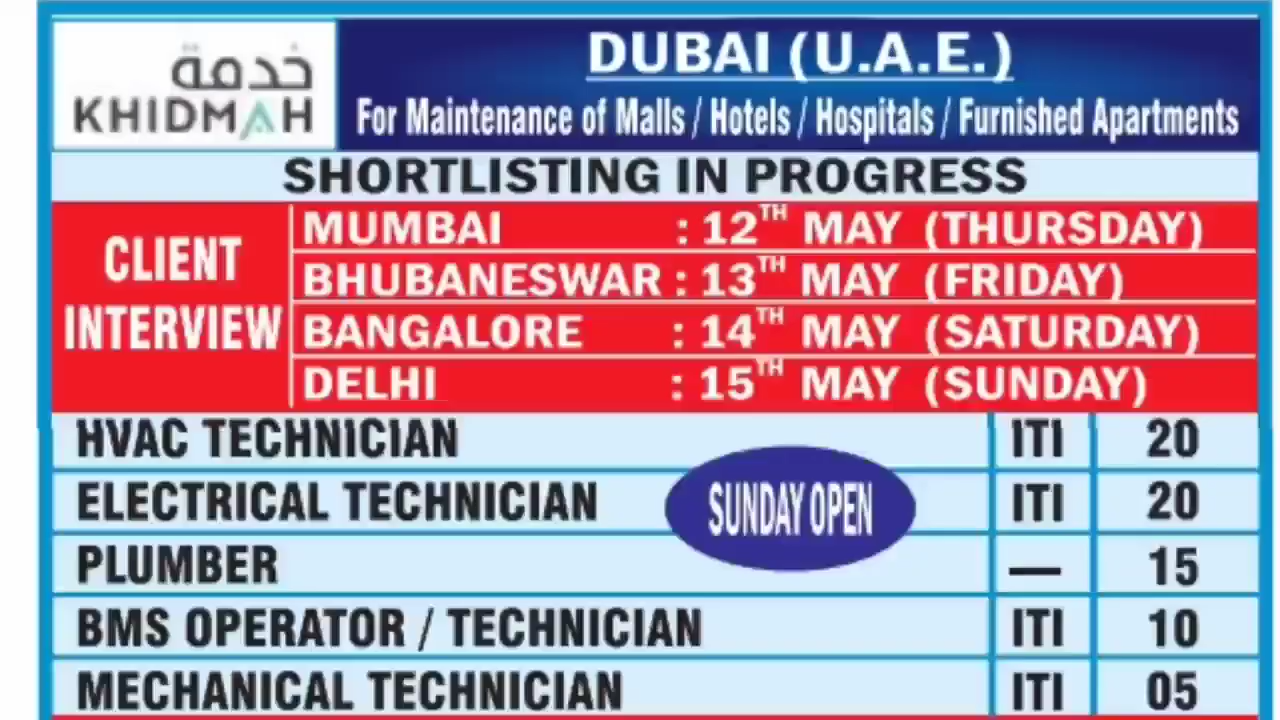 خدمة
KHIDMAH
DUBAI (U.A.E.)
For Maintenance of Malls / Hotels / Hospitals / Furnished Apartments
SHORTLISTING IN PROGRESS
CLIENT INTERVIEW
MUMBAI : 12TH MAY (THURSDAY)
BHUBANESWAR : 13TH MAY (FRIDAY)
BANGALORE : 14TH MAY (SATURDAY)
DELHI : 15TH MAY (SUNDAY)
HVAC TECHNICIAN ITI 20
ELECTRICAL TECHNICIAN ITI 20
SUNDAY OPEN
PLUMBER — 15
BMS OPERATOR / TECHNICIAN ITI 10
MECHANICAL TECHNICIAN ITI 05